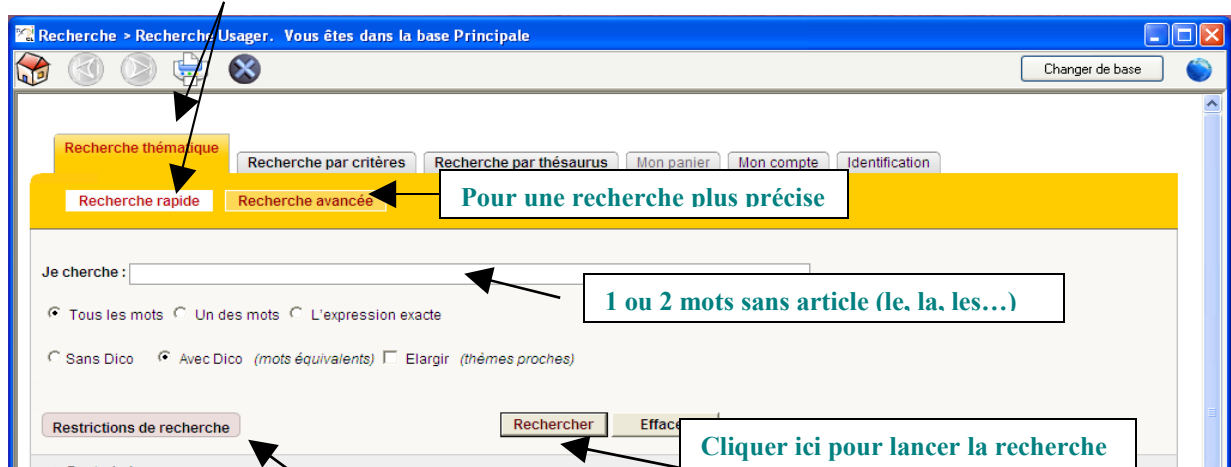 Recherche > Recherche Usager. Vous êtes dans la base Principale
Changer de base
Recherche thématique Recherche par critères Recherche par thésaurus Mon panier Mon compte Identification
Recherche rapide Recherche avancée Pour une recherche plus précise
Je cherche :
1 ou 2 mots sans article (le, la, les…)
Tous les mots Un des mots L'expression exacte
Sans Dico Avec Dico (mots équivalents) Elargir (thèmes proches)
Restrictions de recherche Rechercher
Cliquer ici pour lancer la recherche